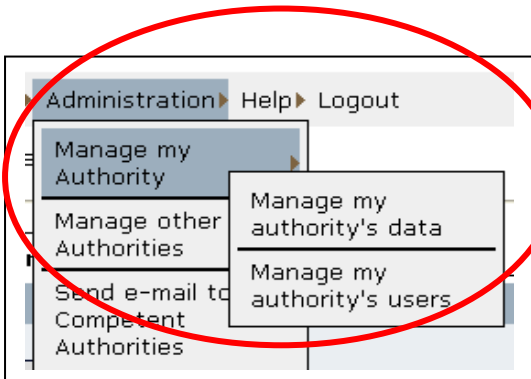 Administration Help Logout
Manage my
Authority
Manage my
authority's data
Manage other
Authorities
Manage my
authority's users
Send e-mail to
Competent
Authorities